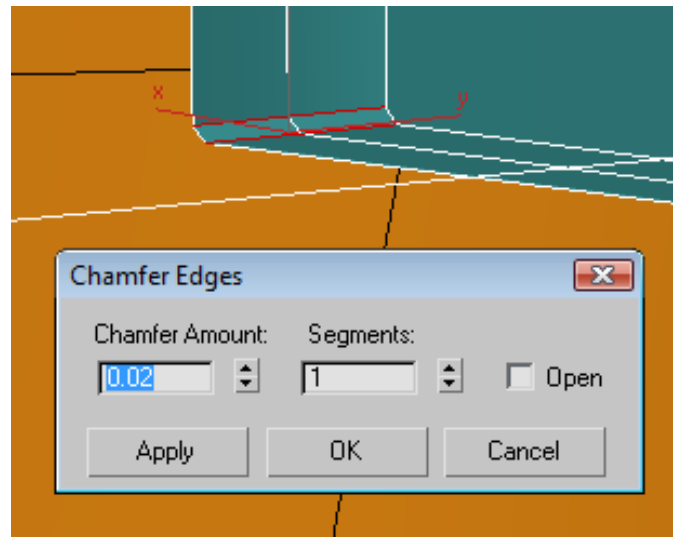 x y
Chamfer Edges
Chamfer Amount: Segments:
0.02 1 Open
Apply OK Cancel